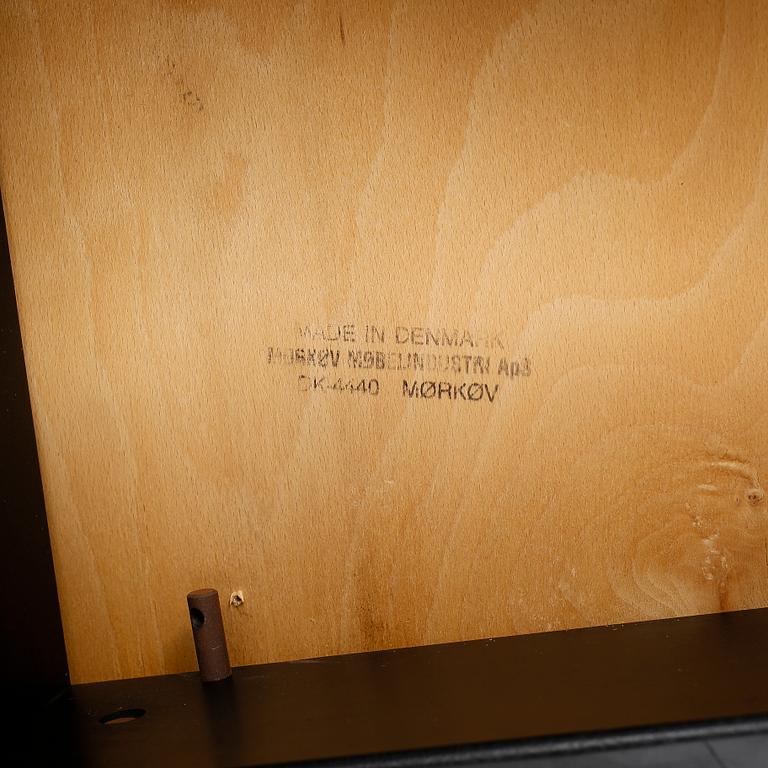 MADE IN DENMARK
MØRKØV MØBELINDUSTRI ApS
DK-4440 MØRKØV